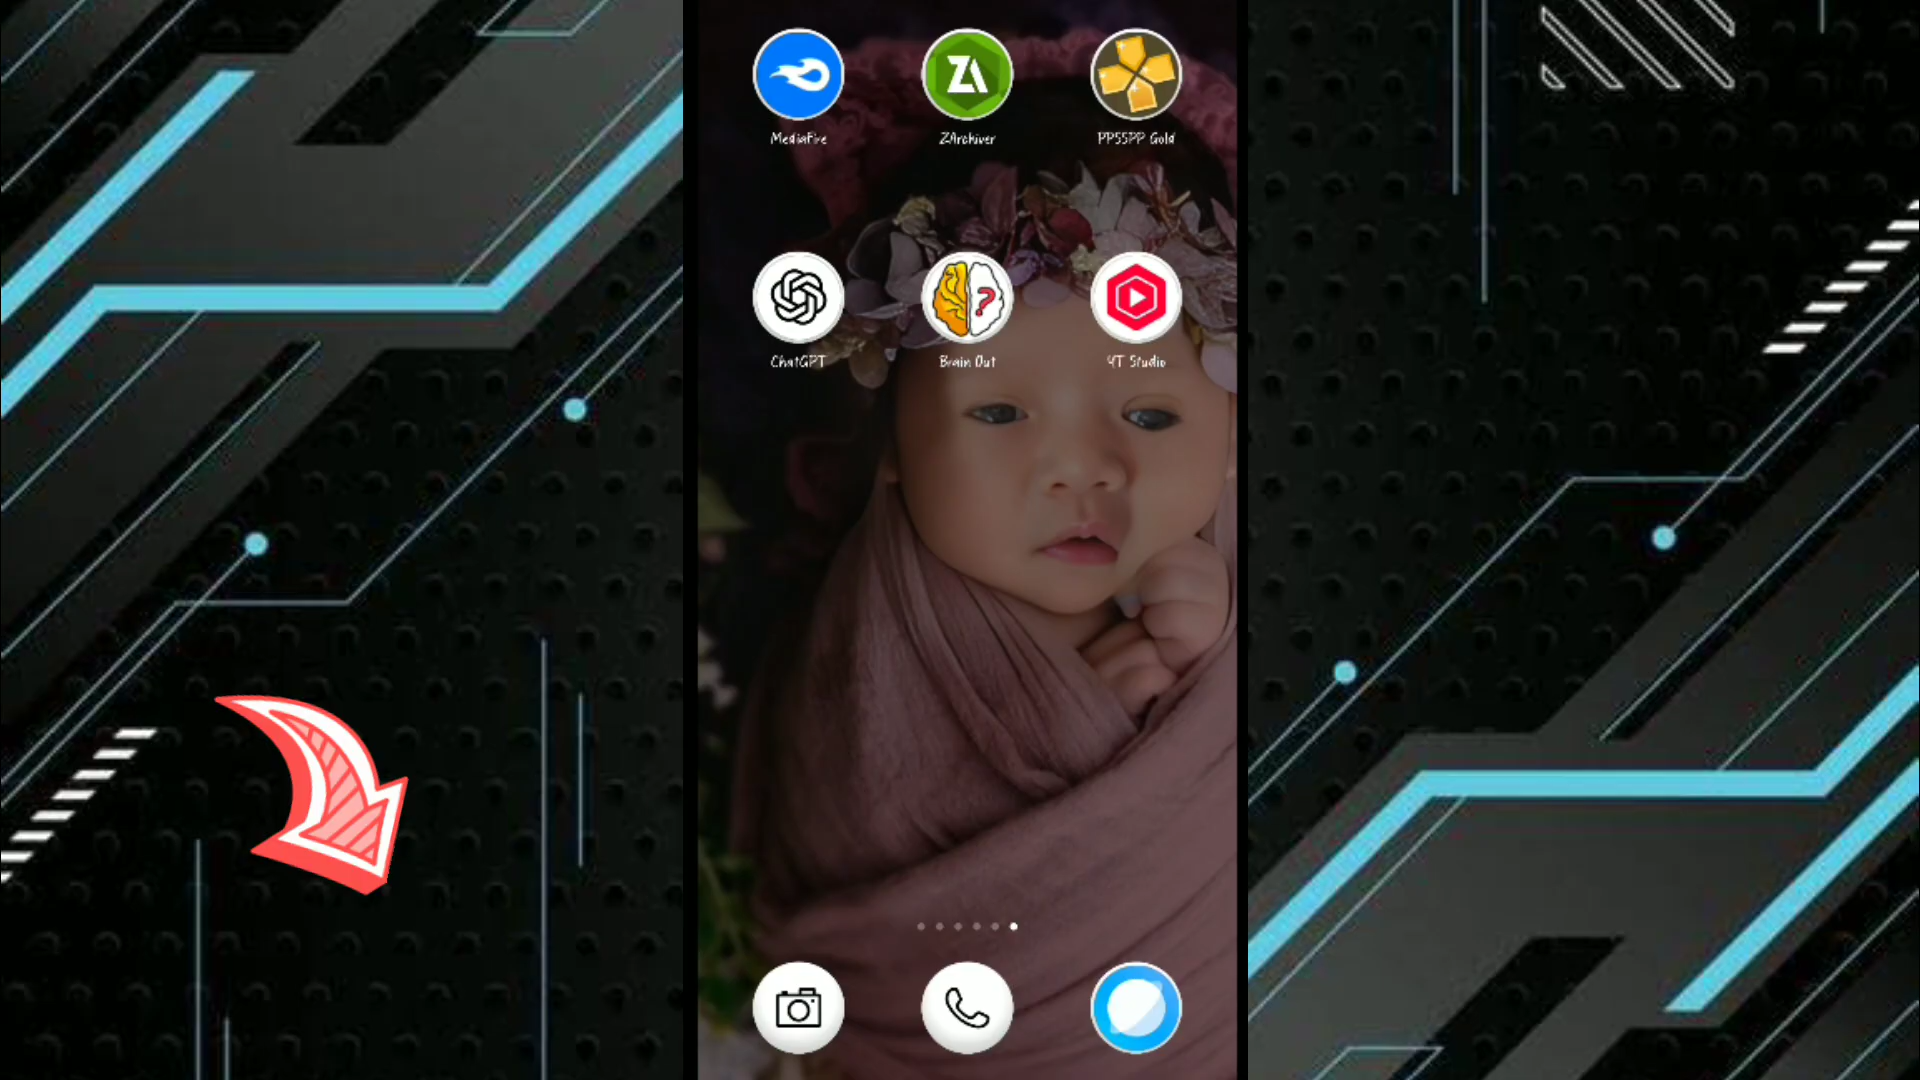 MediaFire
ZArchiver
PPSSPP Gold
ChatGPT
Brain Out
YT Studio